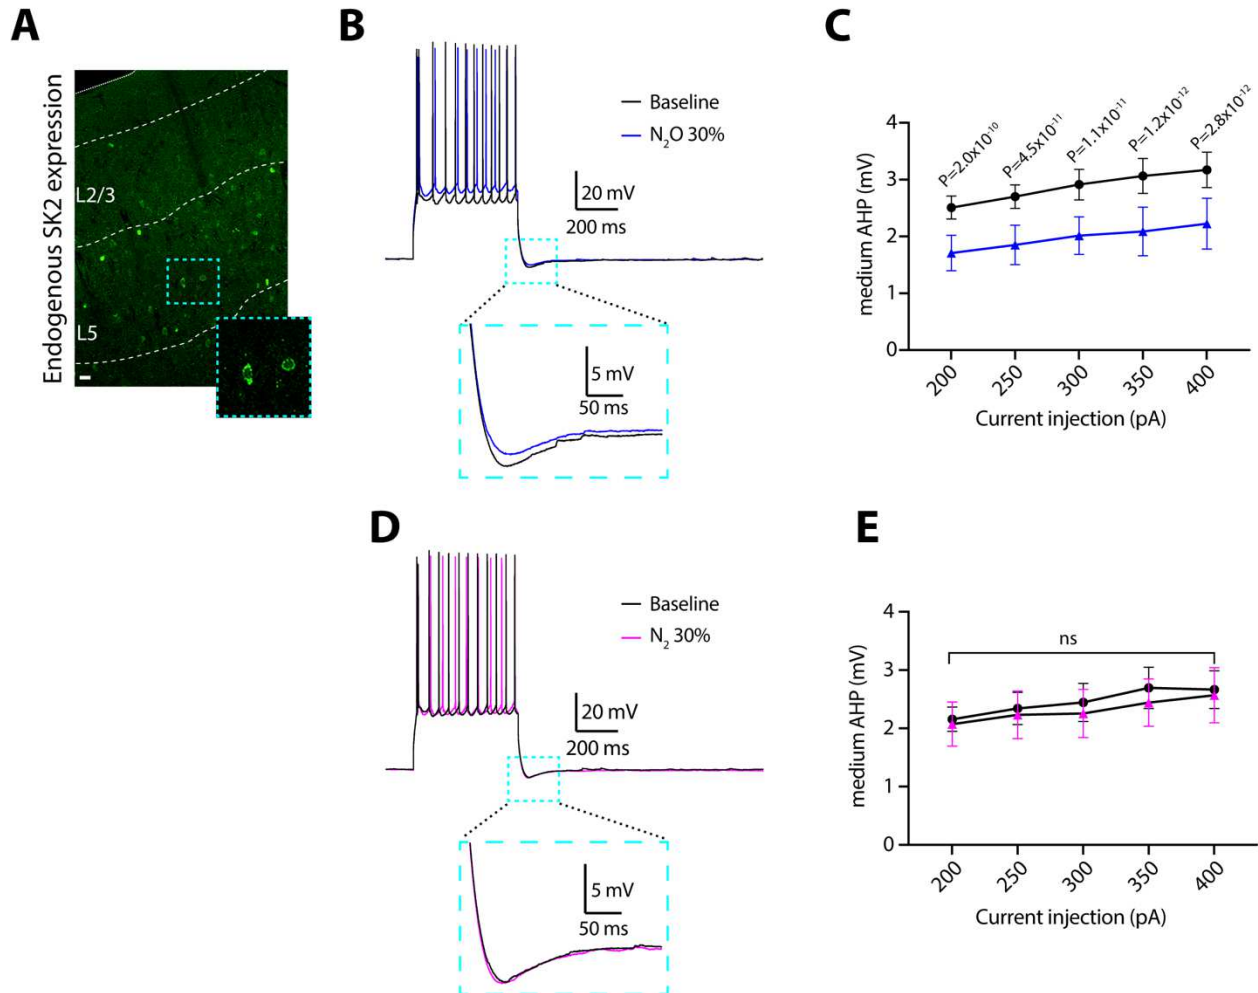 A
Endogenous SK2 expression
L2/3
L5
B
Baseline
N₂O 30%
20 mV
200 ms
5 mV
50 ms
C
P=2.0x10⁻¹⁰
P=4.5x10⁻¹¹
P=1.1x10⁻¹¹
P=1.2x10⁻¹²
P=2.8x10⁻¹²
medium AHP (mV)
4
3
2
1
0
200
250
300
350
400
Current injection (pA)
D
Baseline
N₂ 30%
20 mV
200 ms
5 mV
50 ms
E
ns
medium AHP (mV)
4
3
2
1
0
200
250
300
350
400
Current injection (pA)